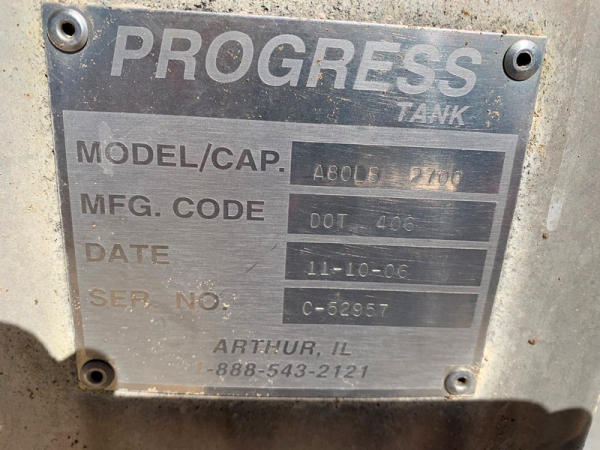 PROGRESS
TANK
MODEL/CAP. 2700
MFG. CODE DOT 406
DATE 11-10-06
SER. NO. C-52957
ARTHUR, IL
1-888-543-2121